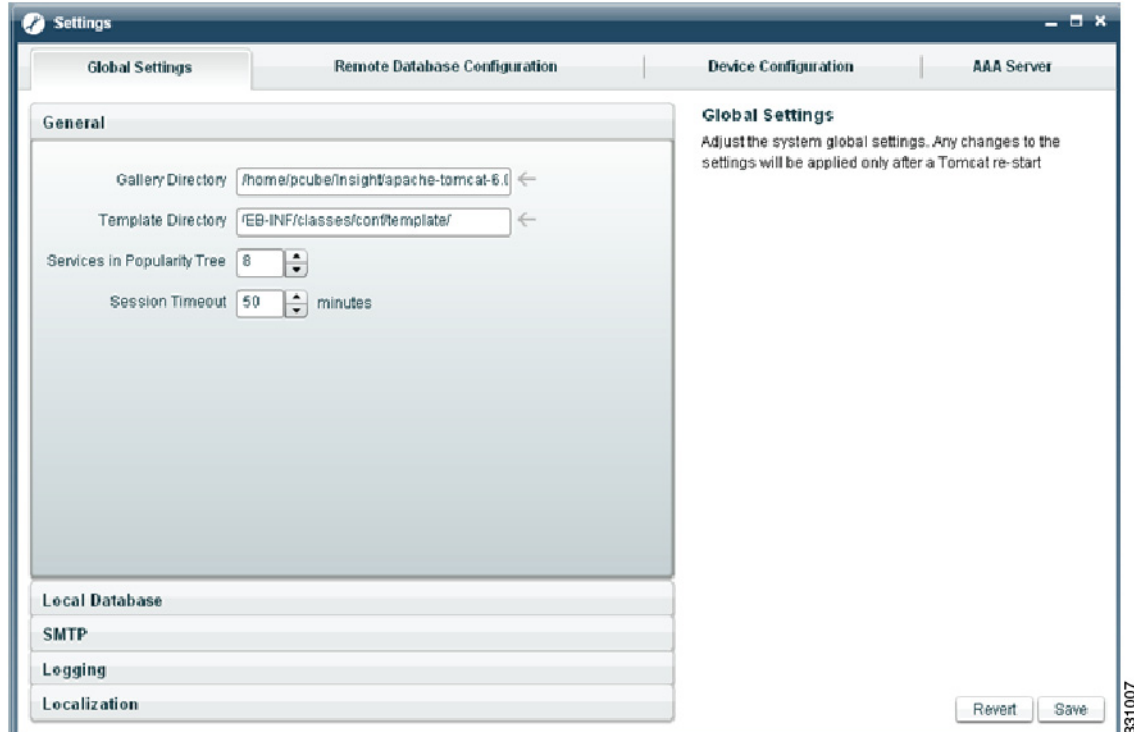 Settings
Global Settings
Remote Database Configuration
Device Configuration
AAA Server
General
Gallery Directory /home/pcube/Insight/apache-tomcat-6.0
Template Directory /EB-INF/classes/conf/template/
Services in Popularity Tree 8
Session Timeout 50 minutes
Local Database
SMTP
Logging
Localization
Global Settings
Adjust the system global settings. Any changes to the
settings will be applied only after a Tomcat re-start
Revert
Save
331007